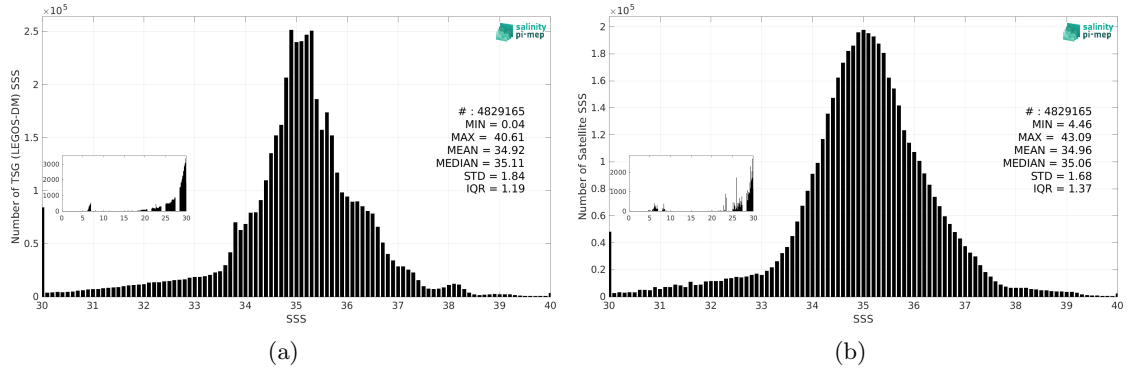 ×10⁵
2.5
2
1.5
1
0.5
0
Number of TSG (LEGOS-DM) SSS
salinity
pi-mep
# : 4829165
MIN = 0.04
MAX = 40.61
MEAN = 34.92
MEDIAN = 35.11
STD = 1.84
IQR = 1.19
3000
2000
1000
0
0 5 10 15 20 25 30
30 31 32 33 34 35 36 37 38 39 40
SSS
(a)
×10⁵
2
1.8
1.6
1.4
1.2
1
0.8
0.6
0.4
0.2
0
Number of Satellite SSS
salinity
pi-mep
# : 4829165
MIN = 4.46
MAX = 43.09
MEAN = 34.96
MEDIAN = 35.06
STD = 1.68
IQR = 1.37
2000
1000
0
0 5 10 15 20 25 30
30 31 32 33 34 35 36 37 38 39 40
SSS
(b)